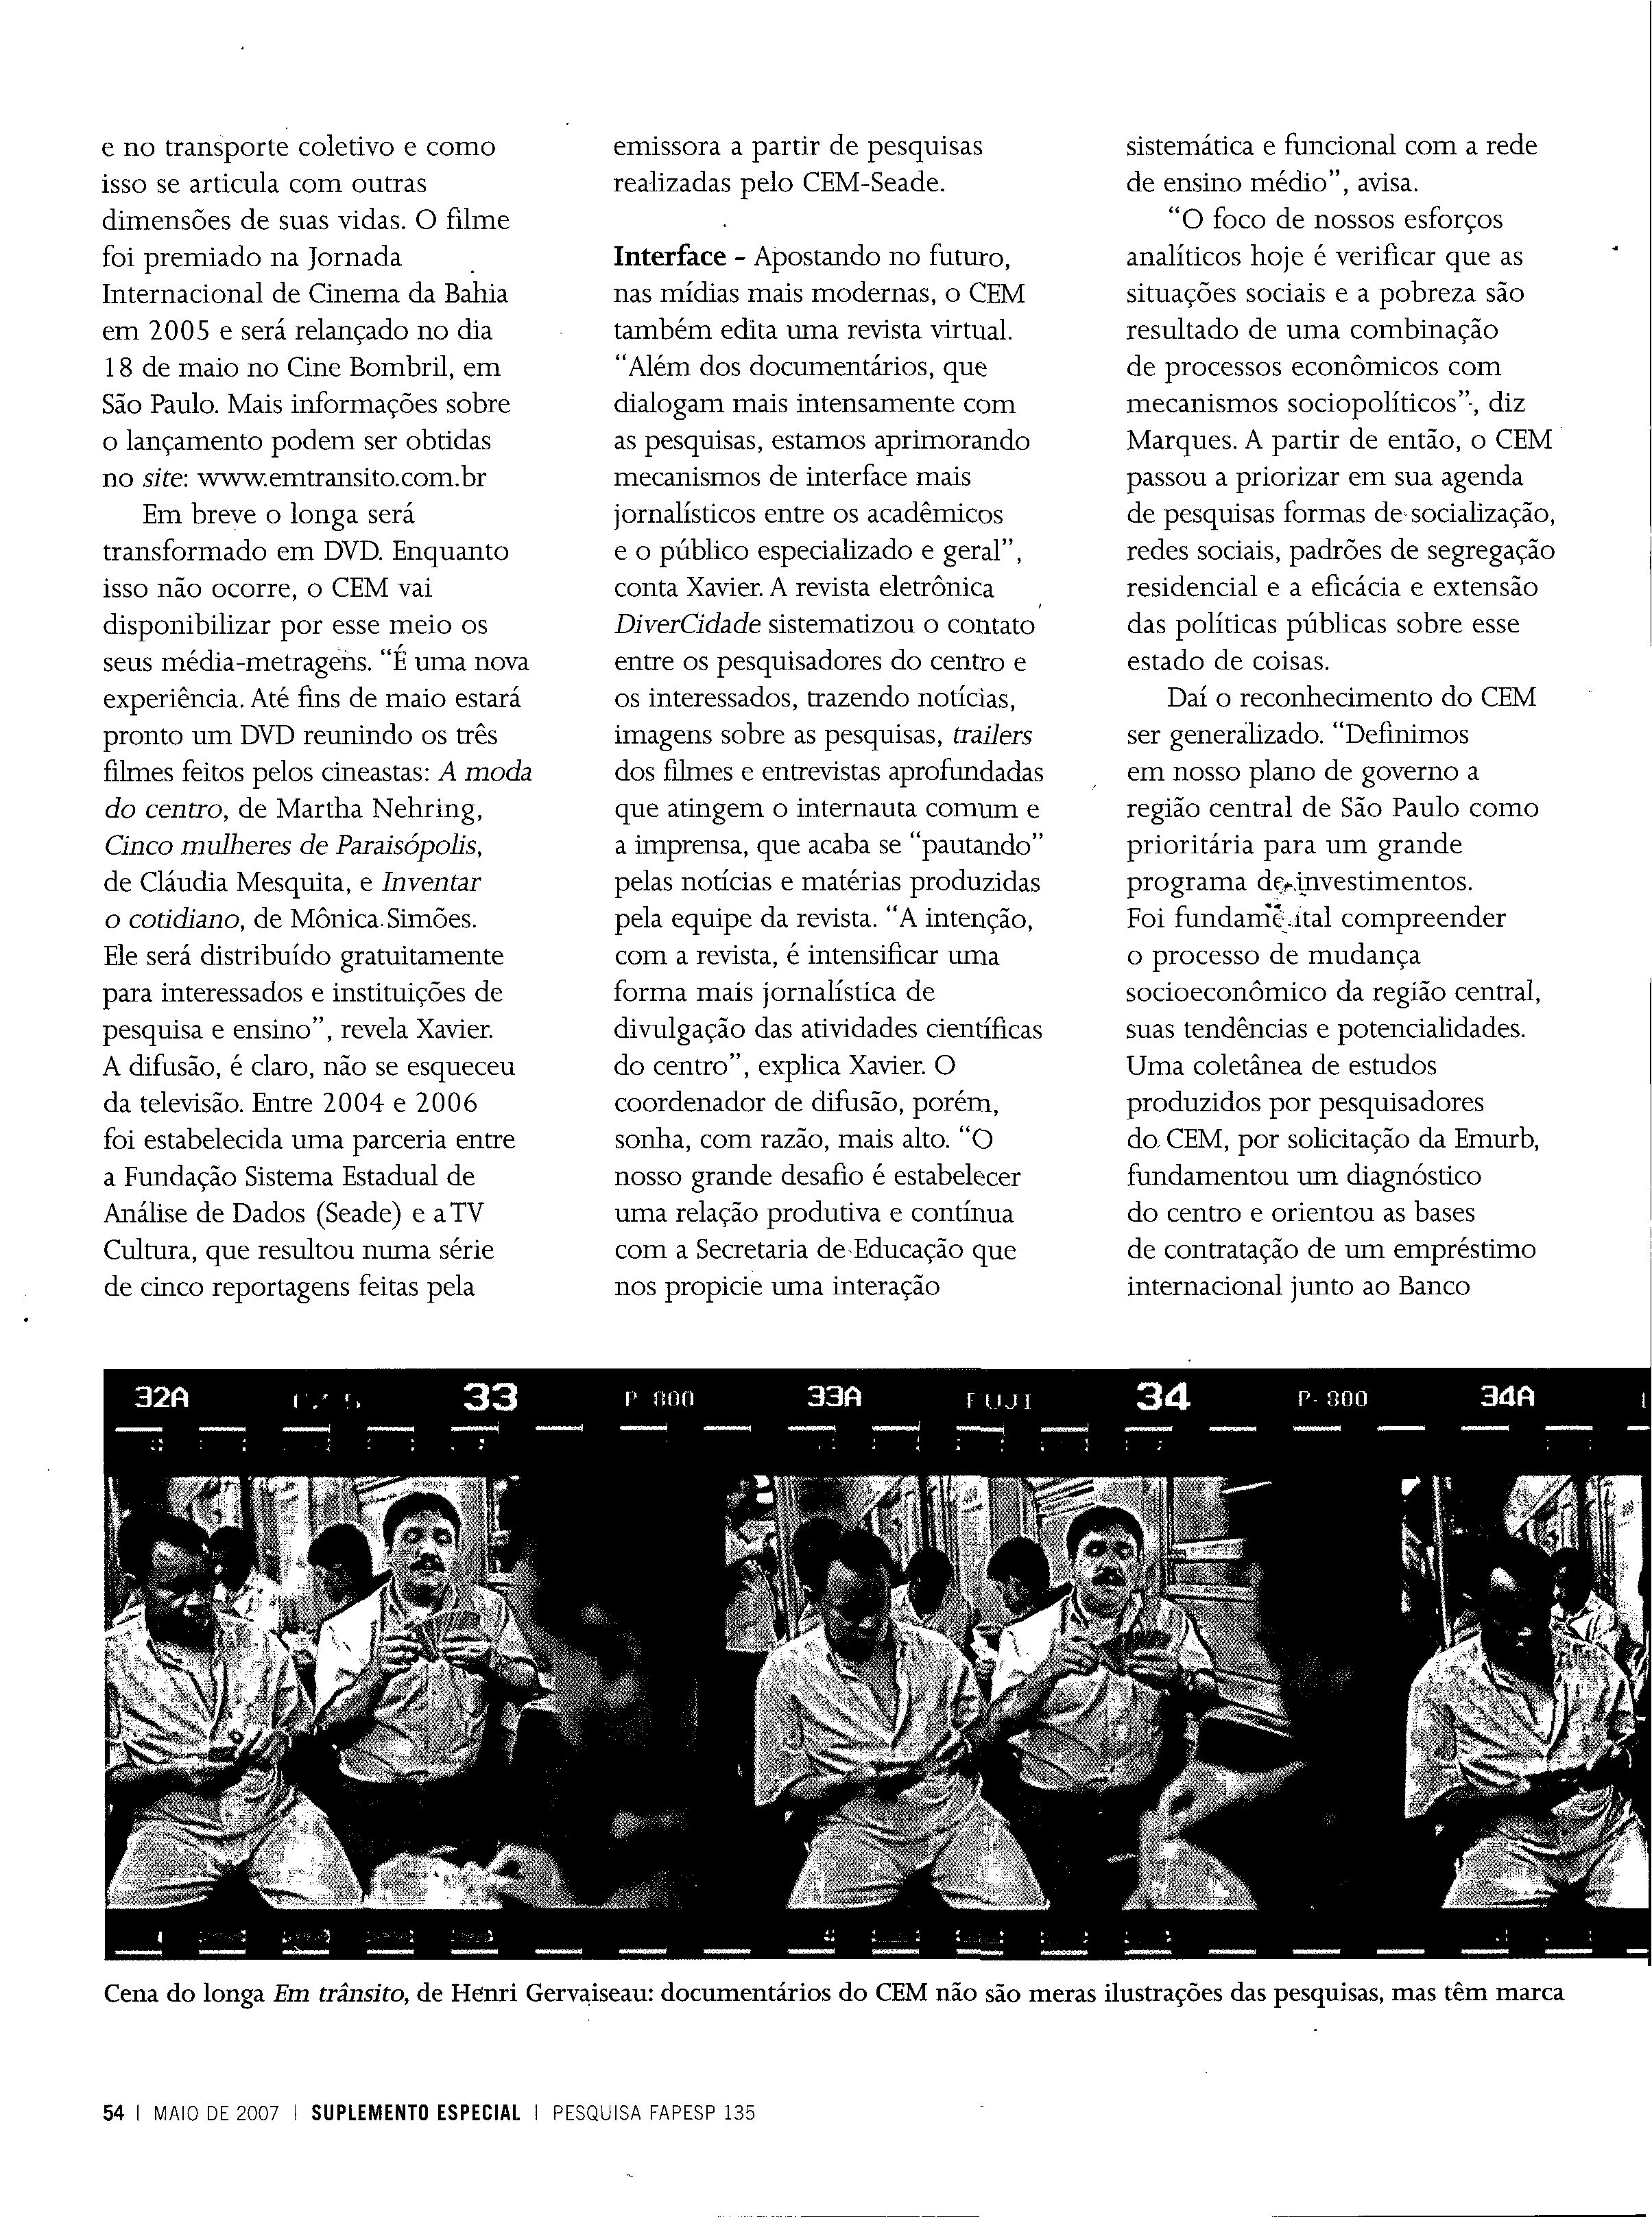 e no transporte coletivo e como
isso se articula com outras
dimensões de suas vidas. O filme
foi premiado na Jornada
Internacional de Cinema da Bahia
em 2005 e será relançado no dia
18 de maio no Cine Bombril, em
São Paulo. Mais informações sobre
o lançamento podem ser obtidas
no site: www.emtransito.com.br
Em breve o longa será
transformado em DVD. Enquanto
isso não ocorre, o CEM vai
disponibilizar por esse meio os
seus média-metragens. “É uma nova
experiência. Até fins de maio estará
pronto um DVD reunindo os três
filmes feitos pelos cineastas: A moda
do centro, de Martha Nehring,
Cinco mulheres de Paraisópolis,
de Cláudia Mesquita, e Inventar
o cotidiano, de Mônica Simões.
Ele será distribuído gratuitamente
para interessados e instituições de
pesquisa e ensino”, revela Xavier.
A difusão, é claro, não se esqueceu
da televisão. Entre 2004 e 2006
foi estabelecida uma parceria entre
a Fundação Sistema Estadual de
Análise de Dados (Seade) e a TV
Cultura, que resultou numa série
de cinco reportagens feitas pela
emissora a partir de pesquisas
realizadas pelo CEM-Seade.
Interface - Apostando no futuro,
nas mídias mais modernas, o CEM
também edita uma revista virtual.
“Além dos documentários, que
dialogam mais intensamente com
as pesquisas, estamos aprimorando
mecanismos de interface mais
jornalísticos entre os acadêmicos
e o público especializado e geral”,
conta Xavier. A revista eletrônica
DiverCidade sistematizou o contato
entre os pesquisadores do centro e
os interessados, trazendo notícias,
imagens sobre as pesquisas, trailers
dos filmes e entrevistas aprofundadas
que atingem o internauta comum e
a imprensa, que acaba se “pautando”
pelas notícias e matérias produzidas
pela equipe da revista. “A intenção,
com a revista, é intensificar uma
forma mais jornalística de
divulgação das atividades científicas
do centro”, explica Xavier. O
coordenador de difusão, porém,
sonha, com razão, mais alto. “O
nosso grande desafio é estabelecer
uma relação produtiva e contínua
com a Secretaria de Educação que
nos propicie uma interação
sistemática e funcional com a rede
de ensino médio”, avisa.
“O foco de nossos esforços
analíticos hoje é verificar que as
situações sociais e a pobreza são
resultado de uma combinação
de processos econômicos com
mecanismos sociopolíticos”, diz
Marques. A partir de então, o CEM
passou a priorizar em sua agenda
de pesquisas formas de socialização,
redes sociais, padrões de segregação
residencial e a eficácia e extensão
das políticas públicas sobre esse
estado de coisas.
Daí o reconhecimento do CEM
ser generalizado. “Definimos
em nosso plano de governo a
região central de São Paulo como
prioritária para um grande
programa de investimentos.
Foi fundamental compreender
o processo de mudança
socioeconômico da região central,
suas tendências e potencialidades.
Uma coletânea de estudos
produzidos por pesquisadores
do CEM, por solicitação da Emurb,
fundamentou um diagnóstico
do centro e orientou as bases
de contratação de um empréstimo
internacional junto ao Banco
32A 33 P 800 33A FUJI 34 P-800 34A
Cena do longa Em trânsito, de Henri Gervaiseau: documentários do CEM não são meras ilustrações das pesquisas, mas têm marca
54 | MAIO DE 2007 | SUPLEMENTO ESPECIAL | PESQUISA FAPESP 135